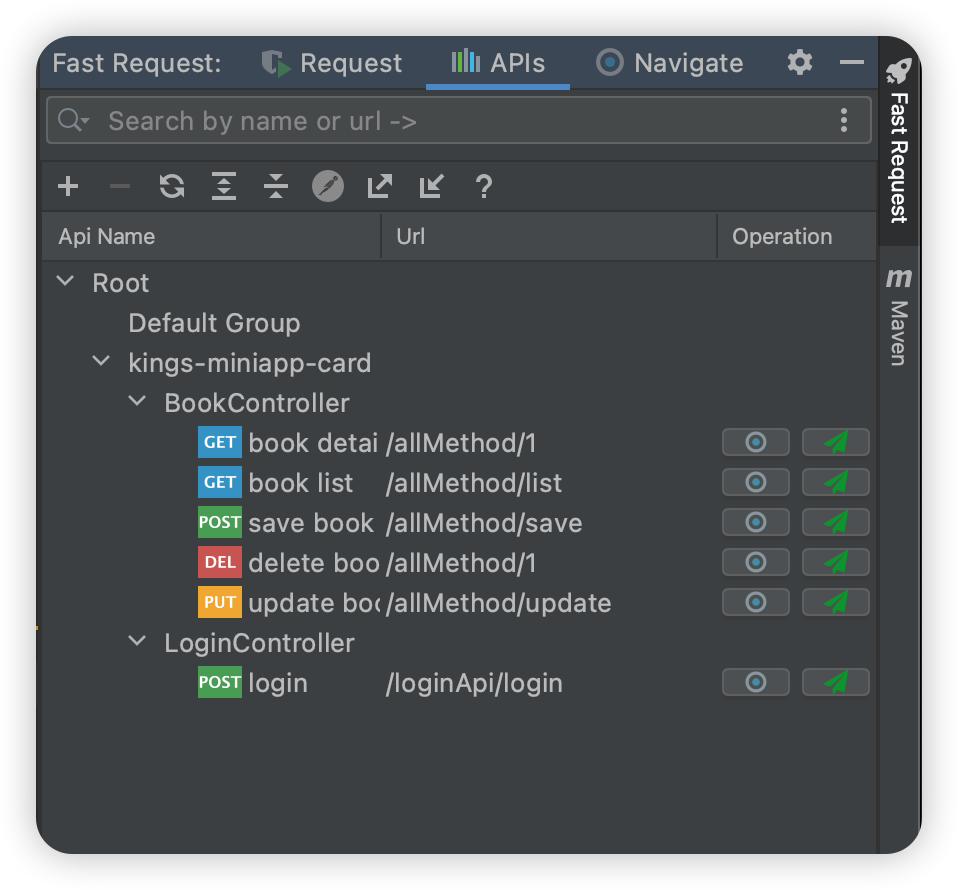 Fast Request: Request APIs Navigate
Search by name or url ->
?
Api Name Url Operation
Root
Default Group
kings-miniapp-card
BookController
GET book detai /allMethod/1
GET book list /allMethod/list
POST save book /allMethod/save
DEL delete boo /allMethod/1
PUT update boo /allMethod/update
LoginController
POST login /loginApi/login
Fast Request
m Maven